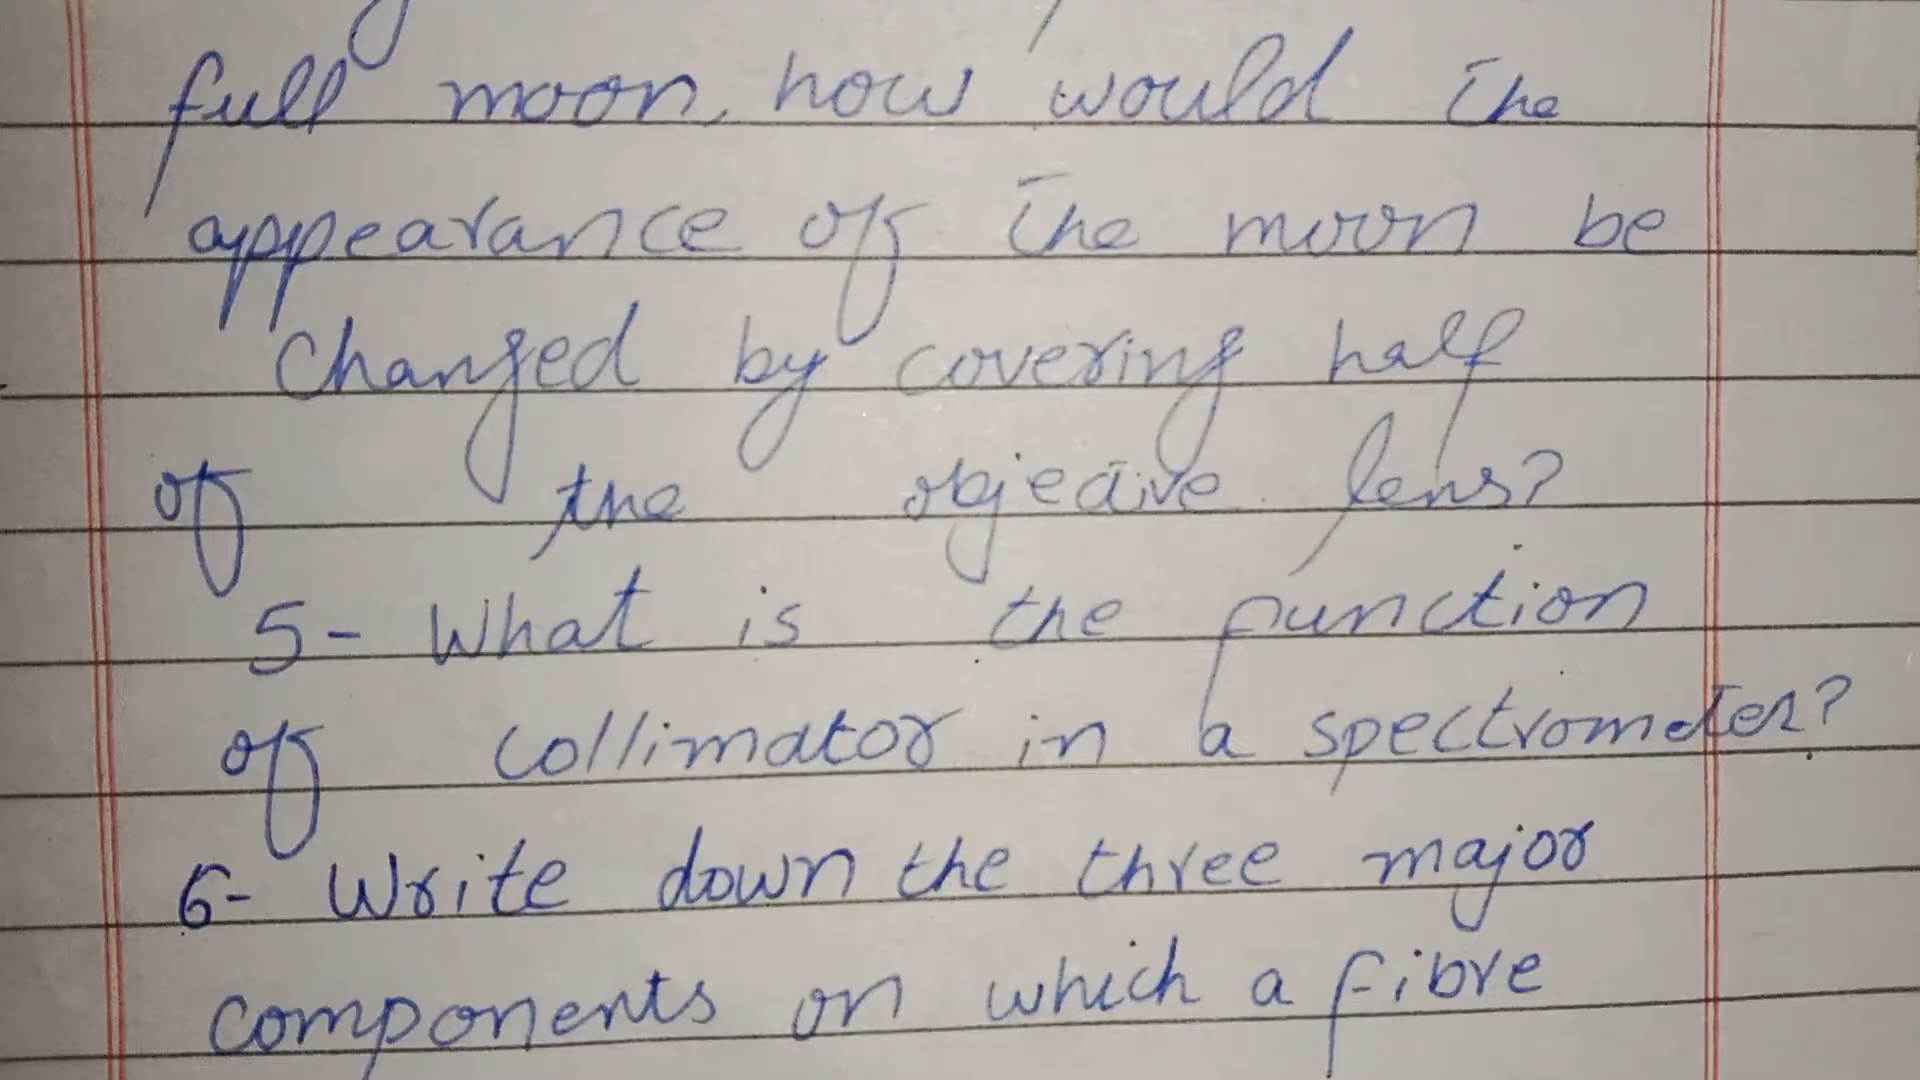 full moon, how would the
appearance of the moon be
changed by covering half
of the objective lens?
5- What is the function
of collimator in a spectrometer?
6- Write down the three major
components on which a fibre